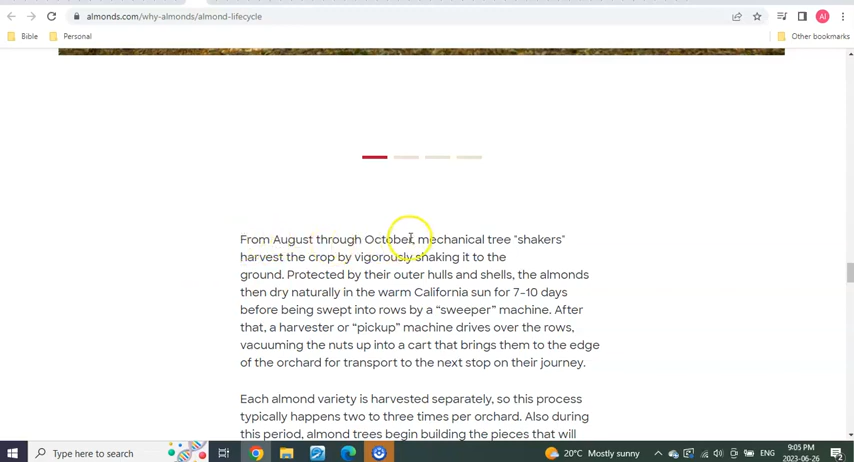 almonds.com/why-almonds/almond-lifecycle
AI
Bible
Personal
Other bookmarks
From August through October, mechanical tree "shakers"
harvest the crop by vigorously shaking it to the
ground. Protected by their outer hulls and shells, the almonds
then dry naturally in the warm California sun for 7–10 days
before being swept into rows by a “sweeper” machine. After
that, a harvester or “pickup” machine drives over the rows,
vacuuming the nuts up into a cart that brings them to the edge
of the orchard for transport to the next stop on their journey.
Each almond variety is harvested separately, so this process
typically happens two to three times per orchard. Also during
this period, almond trees begin building the pieces that will
Type here to search
20°C Mostly sunny
ENG
9:05 PM
2023-06-26
2